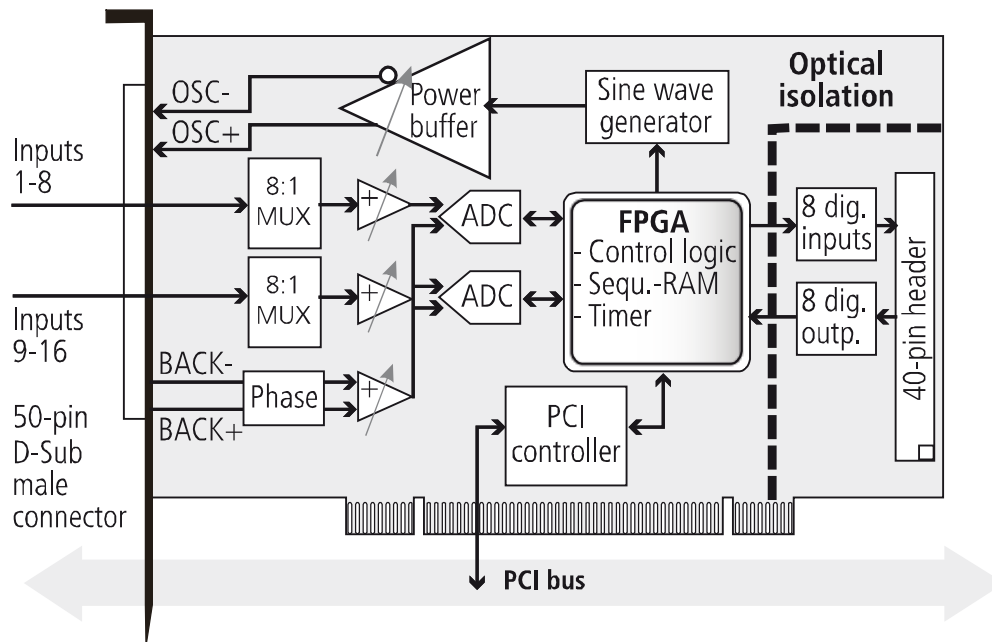 OSC-
OSC+
Power
buffer
Sine wave
generator
Optical
isolation
Inputs
1-8
8:1
MUX
+
ADC
FPGA
- Control logic
- Sequ.-RAM
- Timer
8 dig.
inputs
8 dig.
outp.
40-pin header
8:1
MUX
+
ADC
Inputs
9-16
BACK-
Phase
BACK+
+
50-pin
D-Sub
male
connector
PCI
controller
PCI bus